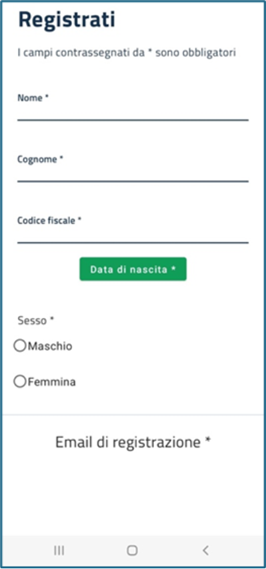 Registrati
I campi contrassegnati da * sono obbligatori
Nome *
Cognome *
Codice fiscale *
Data di nascita *
Sesso *
Maschio
Femmina
Email di registrazione *